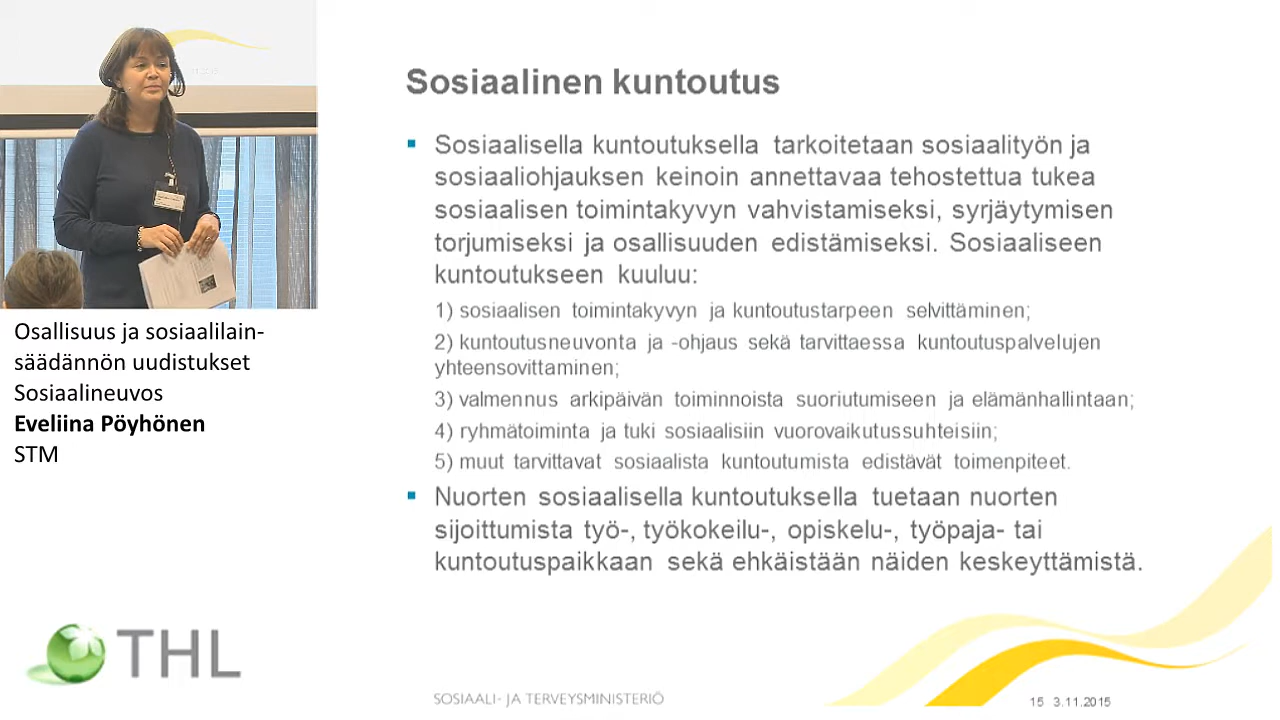 Sosiaalinen kuntoutus
Sosiaalisella kuntoutuksella tarkoitetaan sosiaalityön ja
sosiaaliohjauksen keinoin annettavaa tehostettua tukea
sosiaalisen toimintakyvyn vahvistamiseksi, syrjäytymisen
torjumiseksi ja osallisuuden edistämiseksi. Sosiaaliseen
kuntoutukseen kuuluu:
1) sosiaalisen toimintakyvyn ja kuntoutustarpeen selvittäminen;
2) kuntoutusneuvonta ja -ohjaus sekä tarvittaessa kuntoutuspalvelujen
yhteensovittaminen;
3) valmennus arkipäivän toiminnoista suoriutumiseen ja elämänhallintaan;
4) ryhmätoiminta ja tuki sosiaalisiin vuorovaikutussuhteisiin;
5) muut tarvittavat sosiaalista kuntoutumista edistävät toimenpiteet.
Nuorten sosiaalisella kuntoutuksella tuetaan nuorten
sijoittumista työ-, työkokeilu-, opiskelu-, työpaja- tai
kuntoutuspaikkaan sekä ehkäistään näiden keskeyttämistä.
Osallisuus ja sosiaalilain-
säädännön uudistukset
Sosiaalineuvos
Eveliina Pöyhönen
STM
THL
SOSIAALI- JA TERVEYSMINISTERIÖ
15 3.11.2015